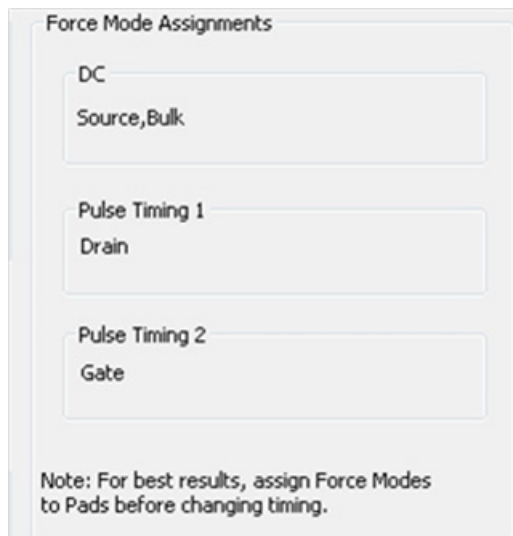 Force Mode Assignments
DC
Source,Bulk
Pulse Timing 1
Drain
Pulse Timing 2
Gate
Note: For best results, assign Force Modes
to Pads before changing timing.